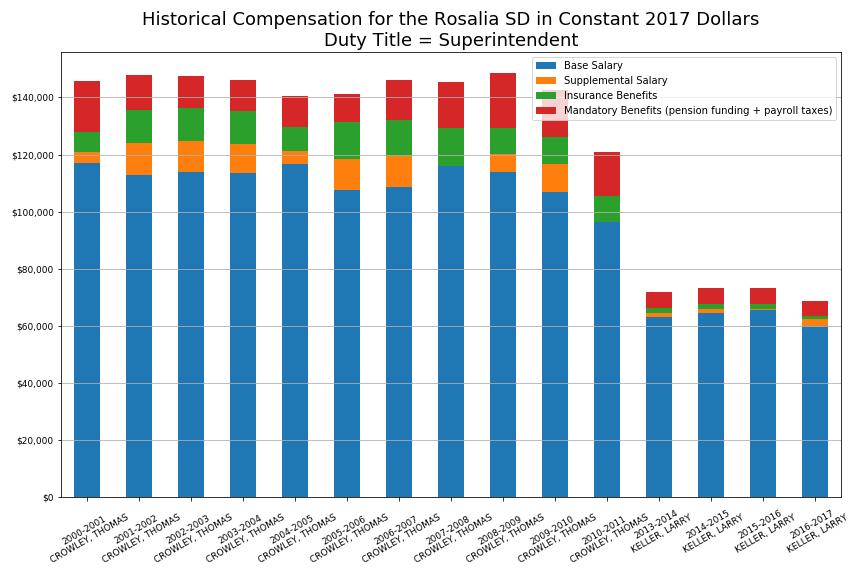 Historical Compensation for the Rosalia SD in Constant 2017 Dollars
Duty Title = Superintendent
Base Salary
Supplemental Salary
Insurance Benefits
Mandatory Benefits (pension funding + payroll taxes)
$140,000
$120,000
$100,000
$80,000
$60,000
$40,000
$20,000
$0
2000-2001
CROWLEY, THOMAS
2001-2002
CROWLEY, THOMAS
2002-2003
CROWLEY, THOMAS
2003-2004
CROWLEY, THOMAS
2004-2005
CROWLEY, THOMAS
2005-2006
CROWLEY, THOMAS
2006-2007
CROWLEY, THOMAS
2007-2008
CROWLEY, THOMAS
2008-2009
CROWLEY, THOMAS
2009-2010
CROWLEY, THOMAS
2010-2011
CROWLEY, THOMAS
2013-2014
KELLER, LARRY
2014-2015
KELLER, LARRY
2015-2016
KELLER, LARRY
2016-2017
KELLER, LARRY